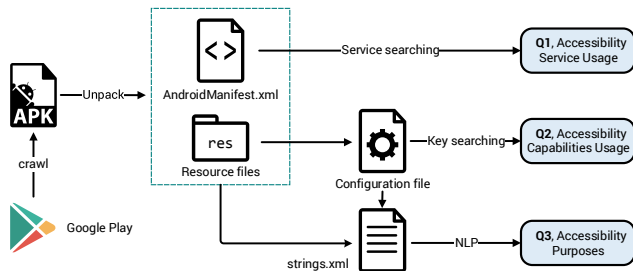 Service searching
Q1, Accessibility
Service Usage
APK
Unpack
AndroidManifest.xml
res
Resource files
Key searching
Q2, Accessibility
Capabilities Usage
crawl
Configuration file
Google Play
NLP
Q3, Accessibility
Purposes
strings.xml